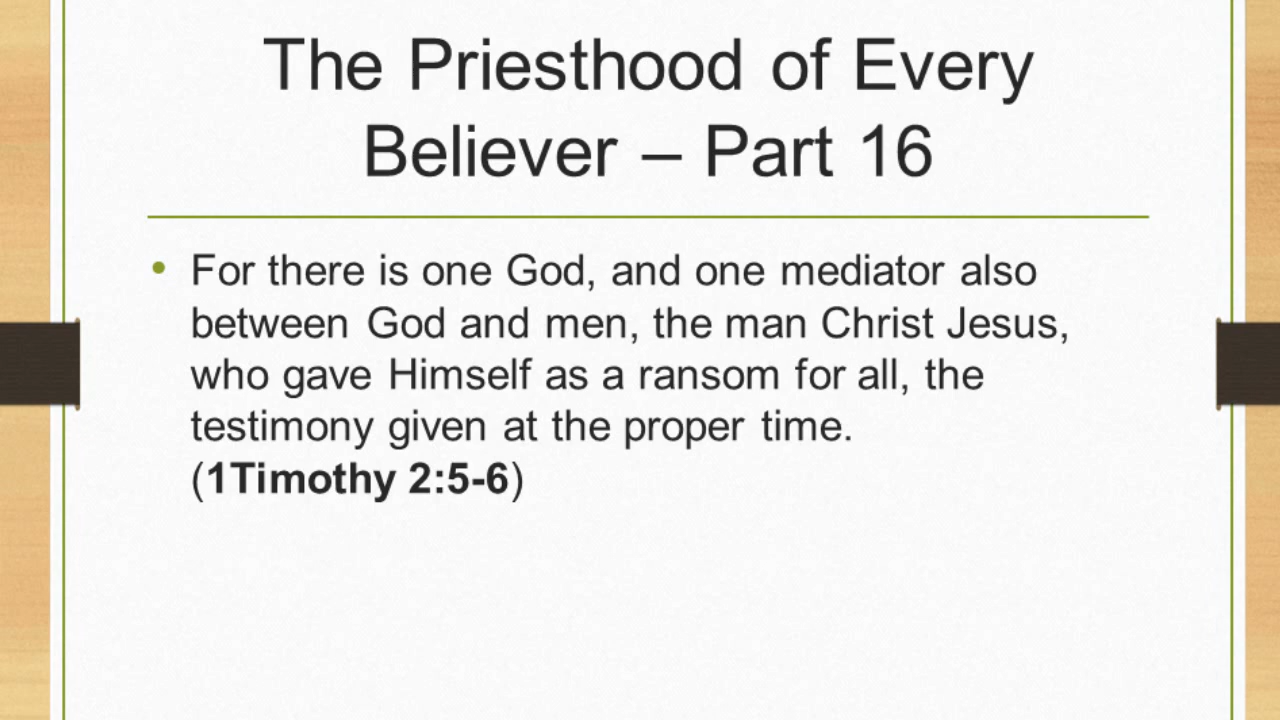 The Priesthood of Every
Believer – Part 16
• For there is one God, and one mediator also
between God and men, the man Christ Jesus,
who gave Himself as a ransom for all, the
testimony given at the proper time.
(1Timothy 2:5-6)